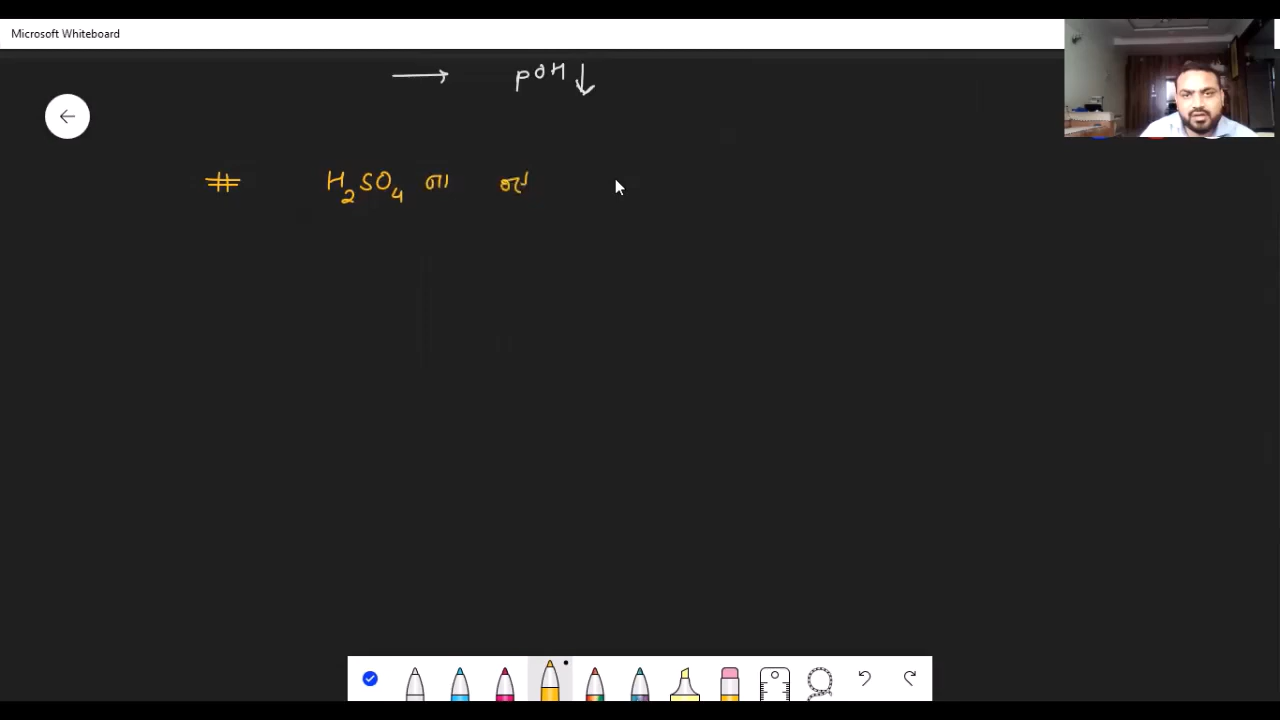 Microsoft Whiteboard
→ pOH ↓
# H₂SO₄ ના